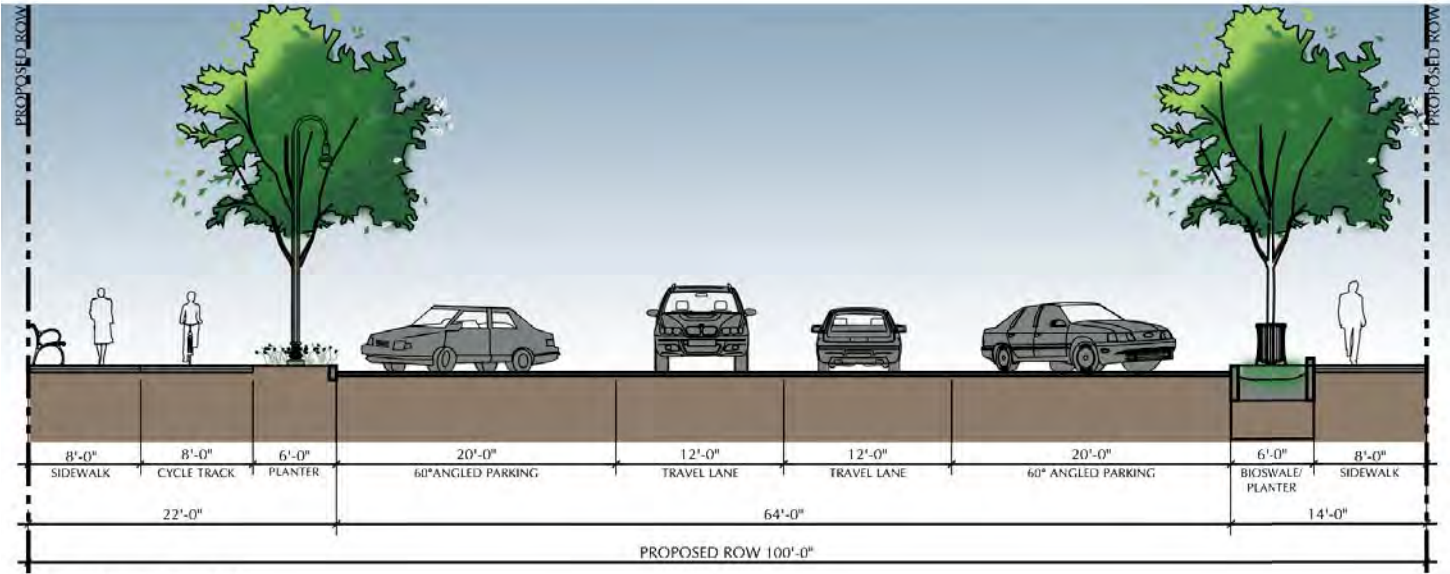 PROPOSED ROW
PROPOSED ROW
8'-0"
8'-0"
6'-0"
20'-0"
12'-0"
12'-0"
20'-0"
6'-0"
8'-0"
SIDEWALK
CYCLE TRACK
PLANTER
60°ANGLED PARKING
TRAVEL LANE
TRAVEL LANE
60° ANGLED PARKING
BIOSWALE/
PLANTER
SIDEWALK
22'-0"
64'-0"
14'-0"
PROPOSED ROW 100'-0"